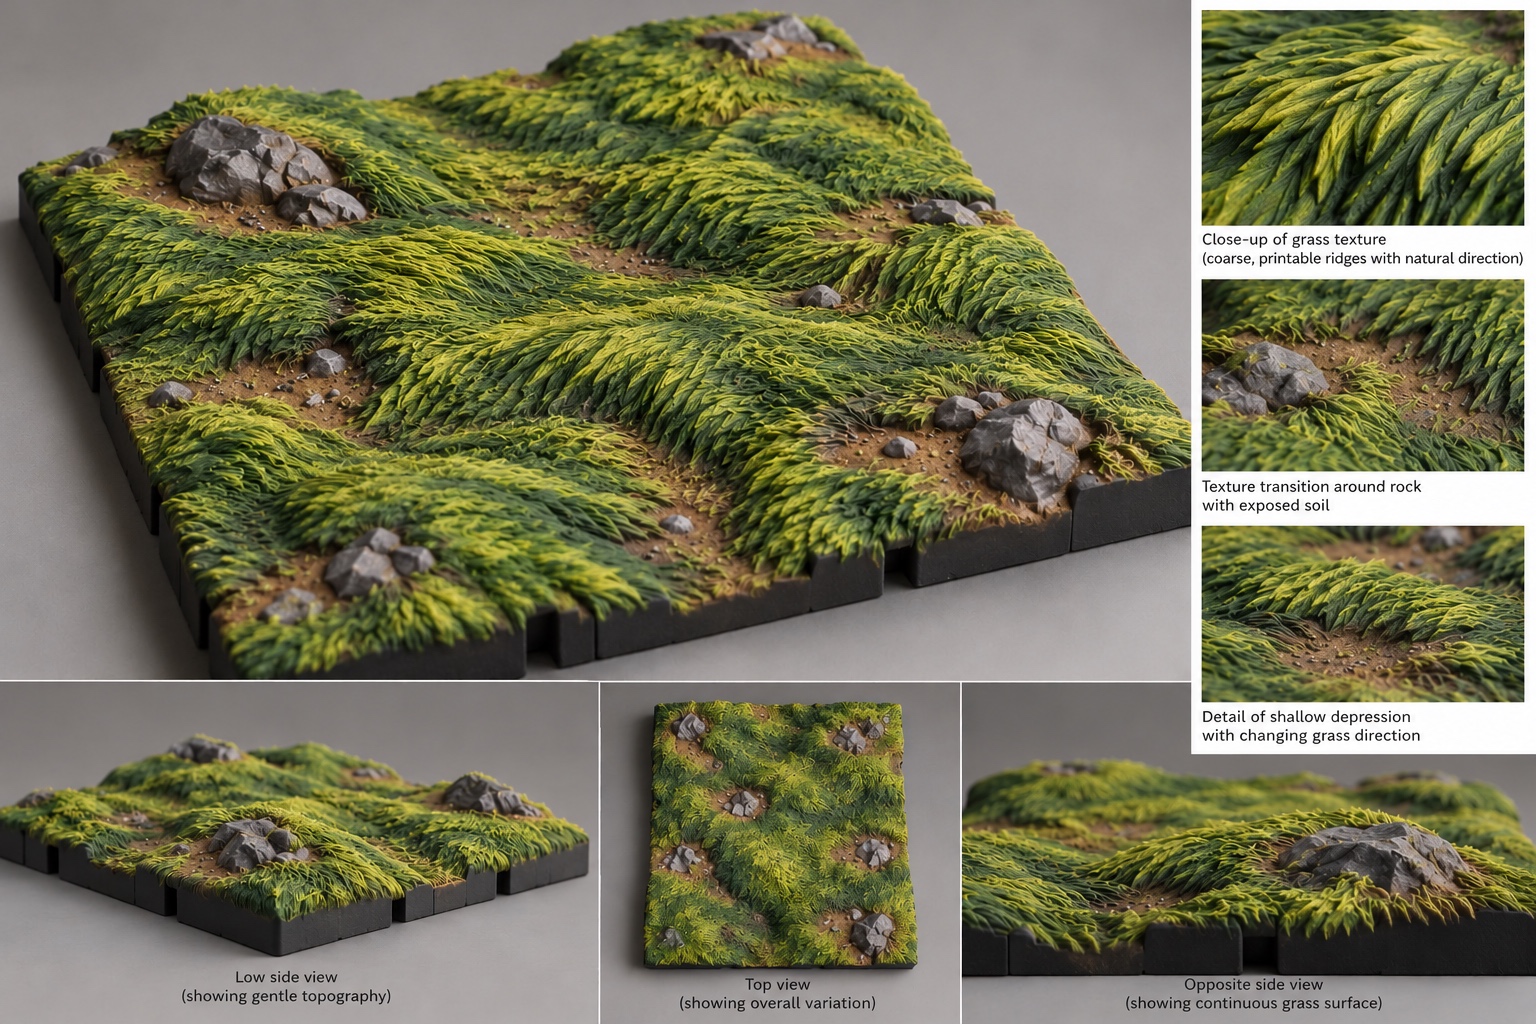 Close-up of grass texture
(coarse, printable ridges with natural direction)
Texture transition around rock
with exposed soil
Detail of shallow depression
with changing grass direction
Low side view
(showing gentle topography)
Top view
(showing overall variation)
Opposite side view
(showing continuous grass surface)